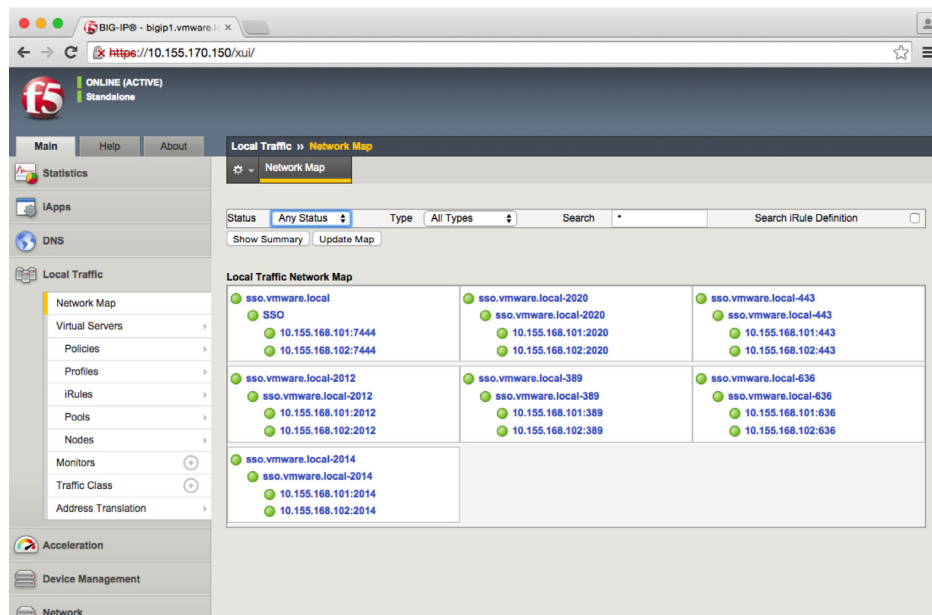 BIG-IP® - bigip1.vmware.l
https://10.155.170.150/xui/
f5
ONLINE (ACTIVE)
Standalone
Main
Help
About
Local Traffic » Network Map
Network Map
Statistics
iApps
DNS
Local Traffic
Network Map
Virtual Servers
Policies
Profiles
iRules
Pools
Nodes
Monitors
Traffic Class
Address Translation
Acceleration
Device Management
Network
Status
Any Status
Type
All Types
Search
*
Search iRule Definition
Show Summary
Update Map
Local Traffic Network Map
sso.vmware.local
SSO
10.155.168.101:7444
10.155.168.102:7444
sso.vmware.local-2020
sso.vmware.local-2020
10.155.168.101:2020
10.155.168.102:2020
sso.vmware.local-443
sso.vmware.local-443
10.155.168.101:443
10.155.168.102:443
sso.vmware.local-2012
sso.vmware.local-2012
10.155.168.101:2012
10.155.168.102:2012
sso.vmware.local-389
sso.vmware.local-389
10.155.168.101:389
10.155.168.102:389
sso.vmware.local-636
sso.vmware.local-636
10.155.168.101:636
10.155.168.102:636
sso.vmware.local-2014
sso.vmware.local-2014
10.155.168.101:2014
10.155.168.102:2014